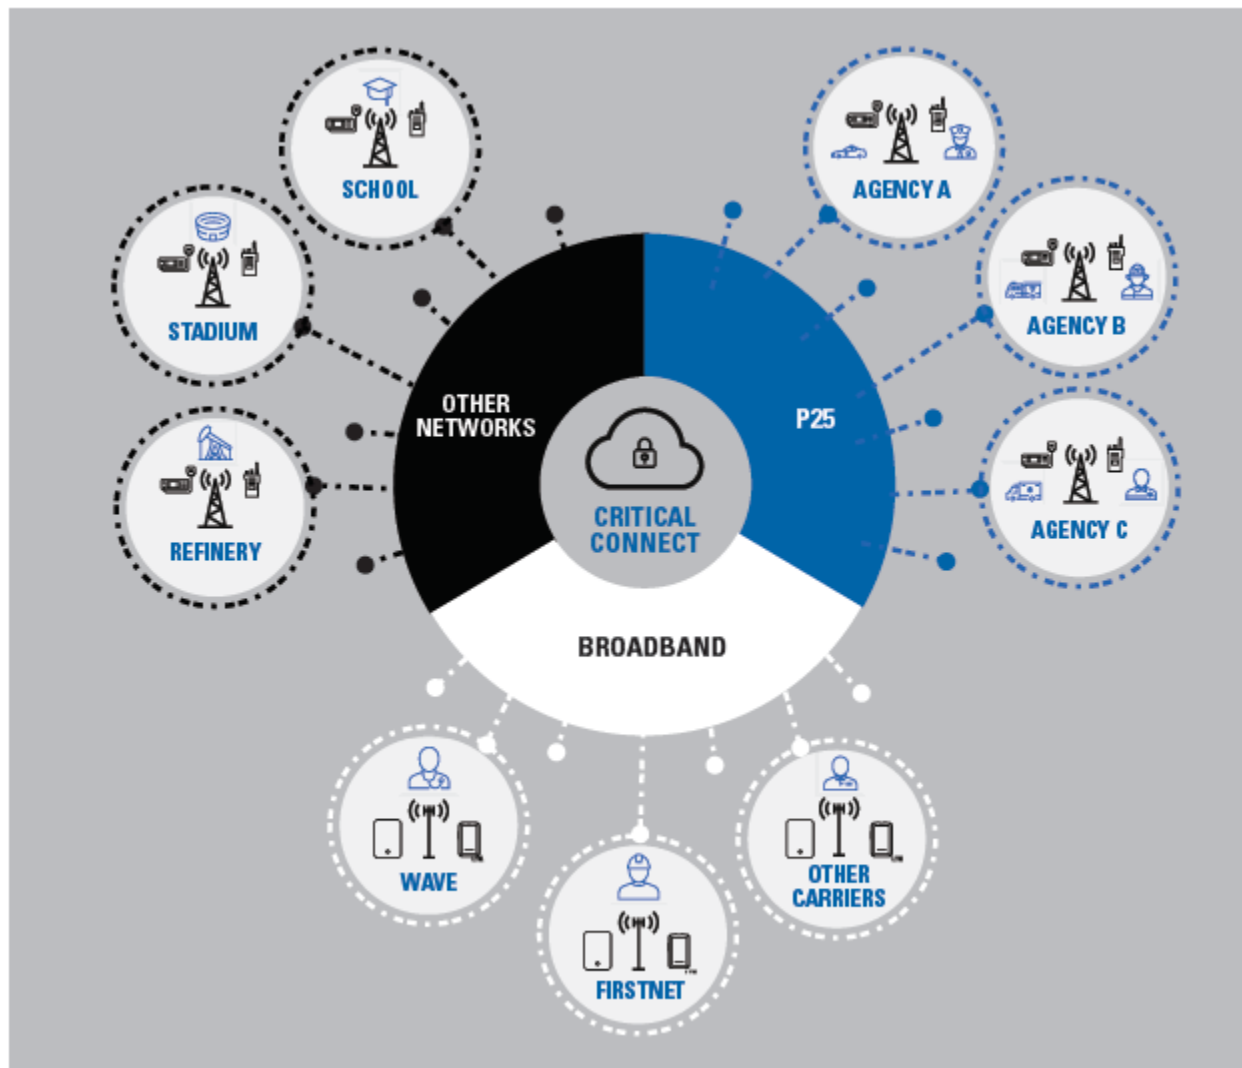 SCHOOL
AGENCY A
STADIUM
AGENCY B
OTHER
NETWORKS
P25
REFINERY
CRITICAL
CONNECT
AGENCY C
BROADBAND
WAVE
OTHER
CARRIERS
FIRSTNET